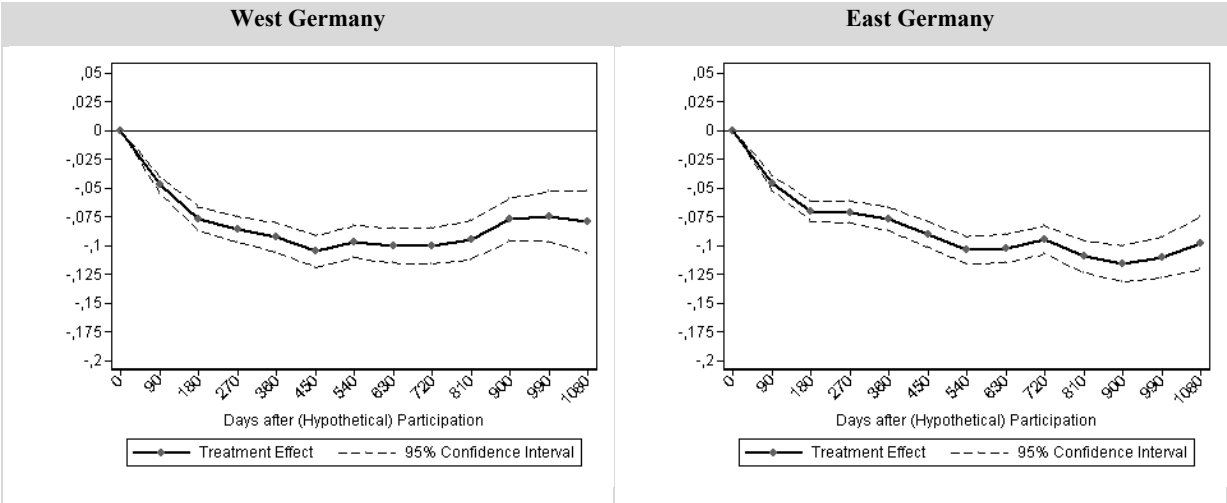 West Germany
East Germany
,05
,025
0
-,025
-,05
-,075
-,1
-,125
-,15
-,175
-,2
0 90 180 270 360 450 540 630 720 810 900 990 1080
Days after (Hypothetical) Participation
Treatment Effect 95% Confidence Interval
,05
,025
0
-,025
-,05
-,075
-,1
-,125
-,15
-,175
-,2
0 90 180 270 360 450 540 630 720 810 900 990 1080
Days after (Hypothetical) Participation
Treatment Effect 95% Confidence Interval